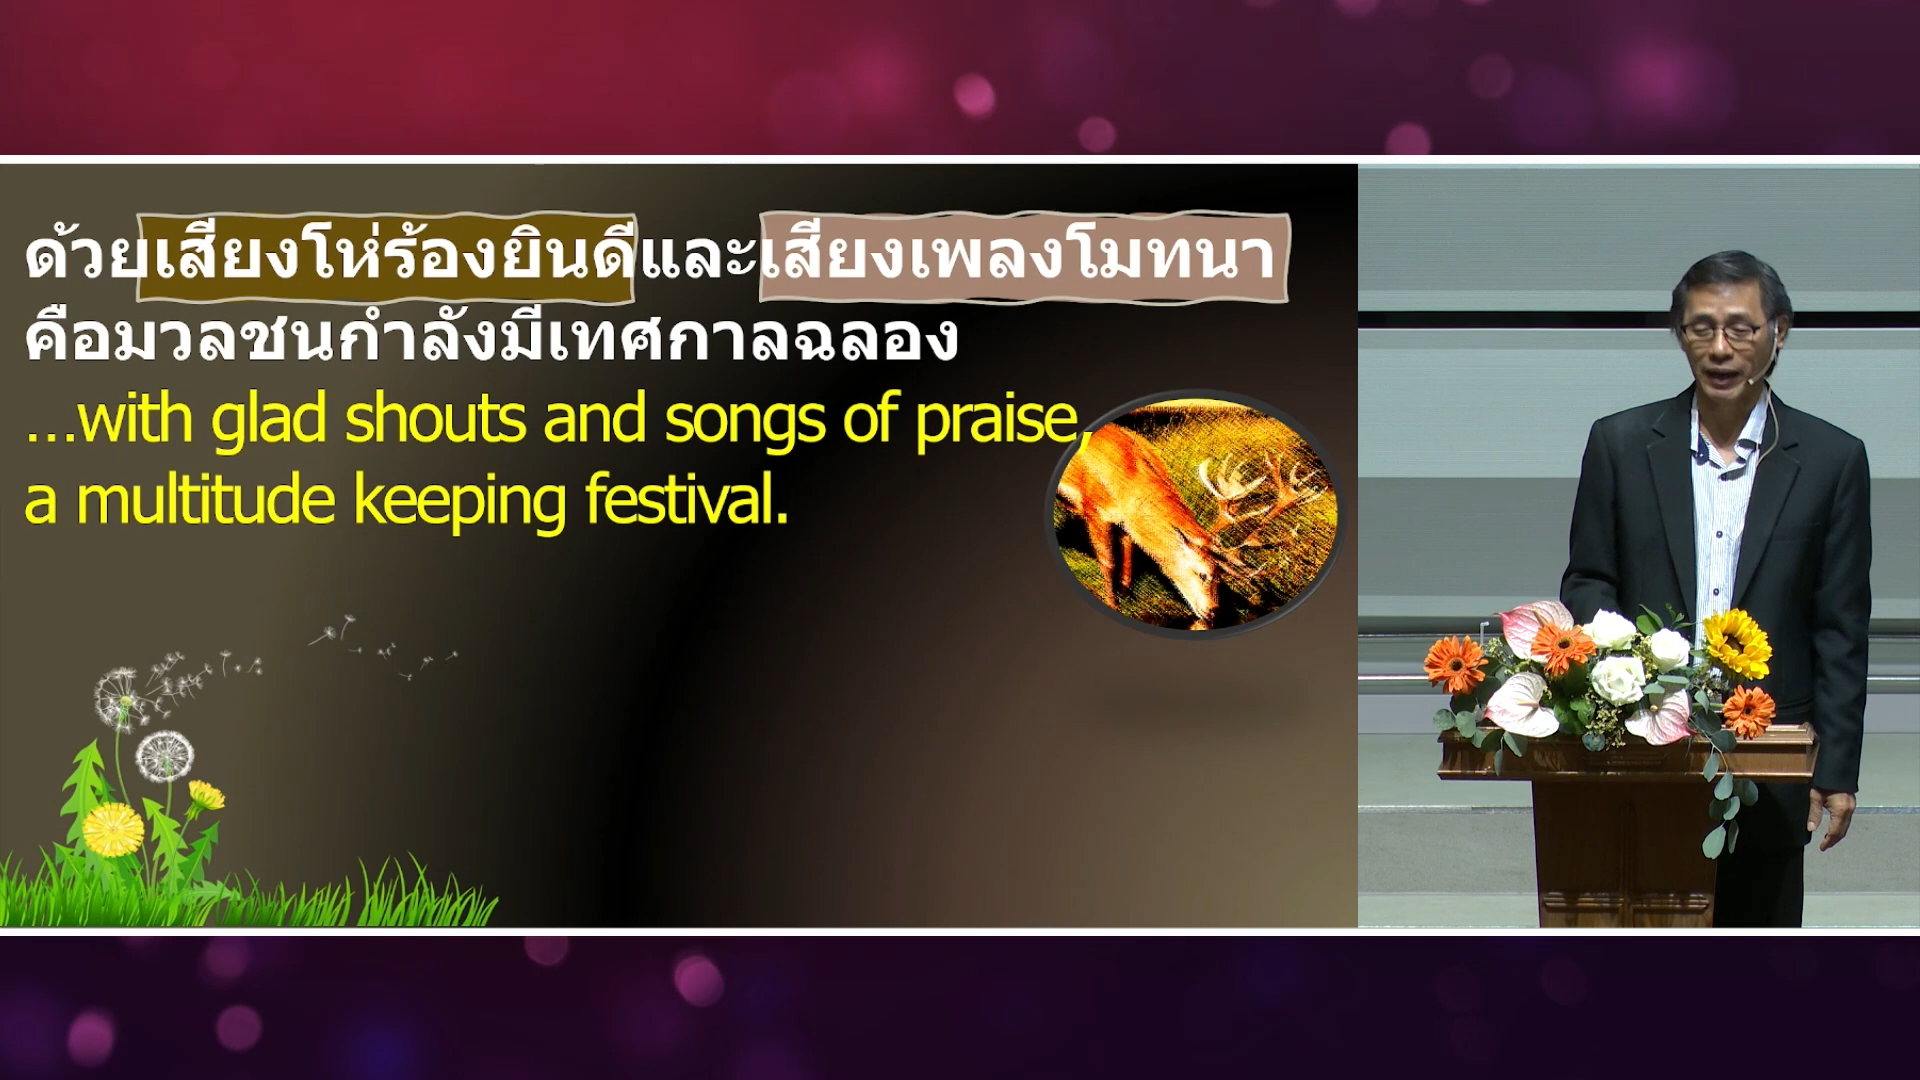 ด้วยเสียงโห่ร้องยินดีและเสียงเพลงโมทนา
คือมวลชนกำลังมีเทศกาลฉลอง
...with glad shouts and songs of praise,
a multitude keeping festival.